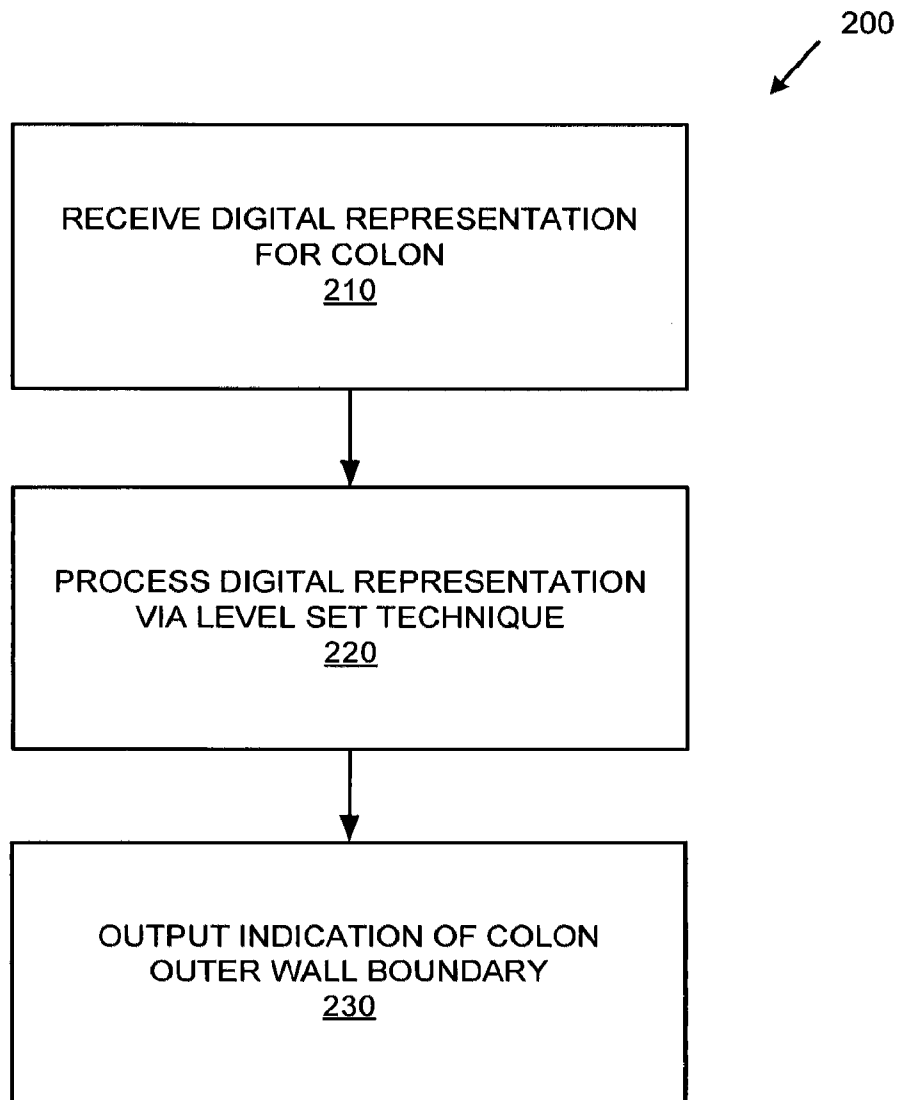 200
RECEIVE DIGITAL REPRESENTATION
FOR COLON
210
PROCESS DIGITAL REPRESENTATION
VIA LEVEL SET TECHNIQUE
220
OUTPUT INDICATION OF COLON
OUTER WALL BOUNDARY
230